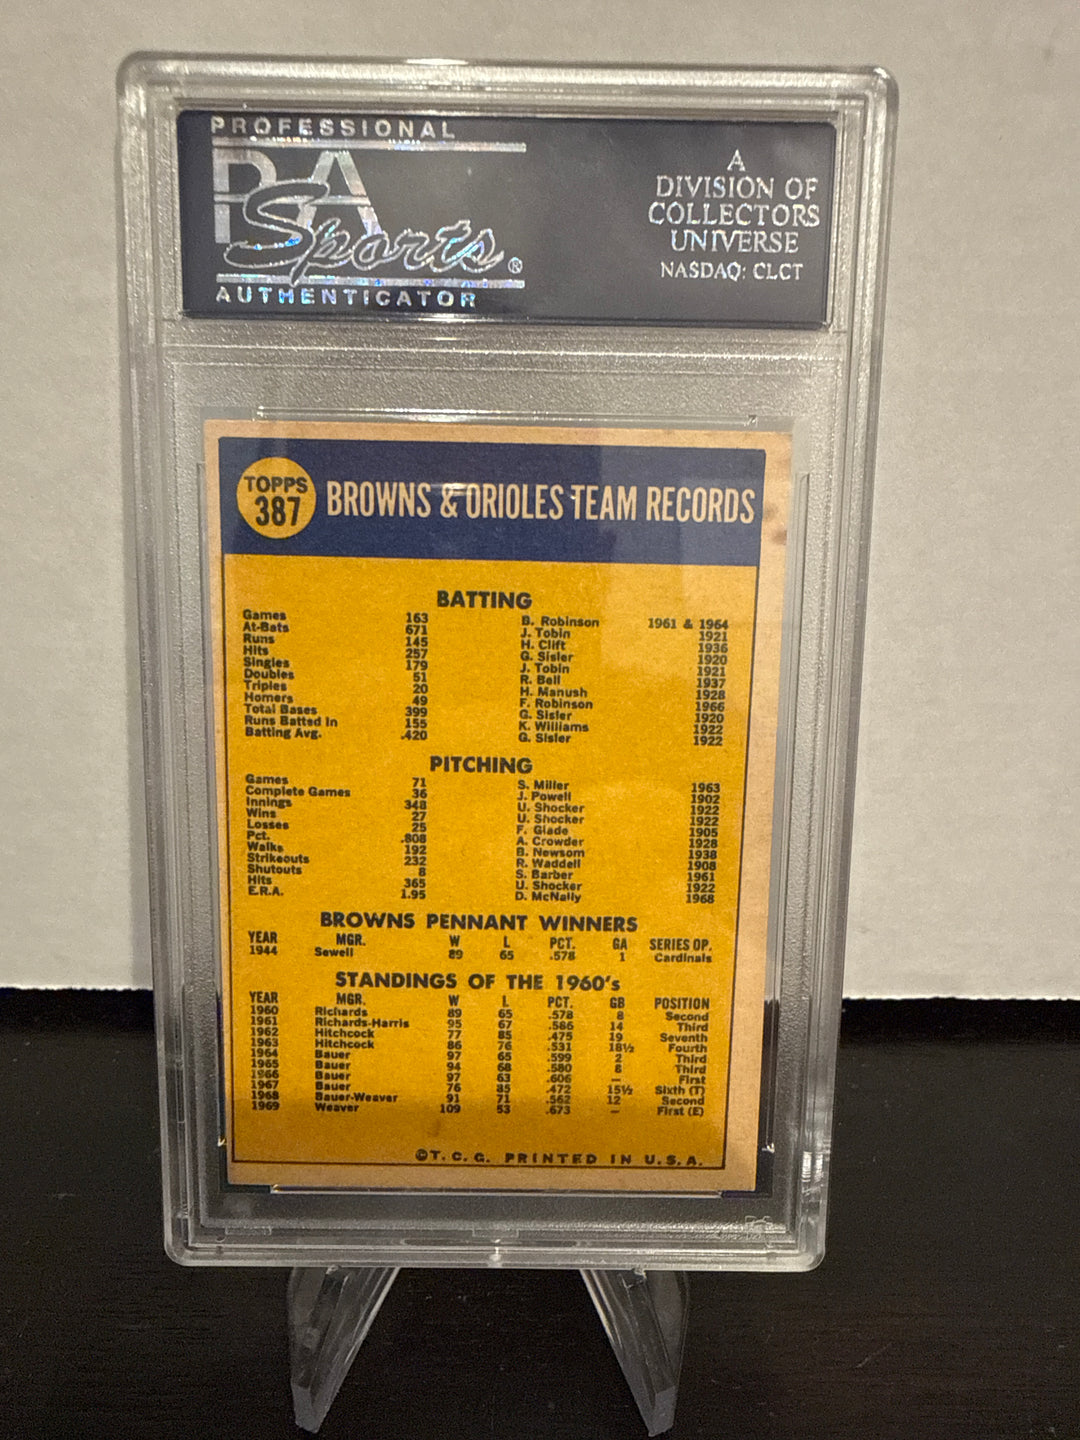 PROFESSIONAL
PSA
Sports®
AUTHENTICATOR
A
DIVISION OF
COLLECTORS
UNIVERSE
NASDAQ: CLCT
TOPPS
387
BROWNS & ORIOLES TEAM RECORDS
BATTING
Games 163 B. Robinson 1961 & 1964
At-Bats 671 J. Tobin 1921
Runs 145 H. Clift 1936
Hits 257 G. Sisler 1920
Singles 179 J. Tobin 1921
Doubles 51 R. Bell 1937
Triples 20 H. Manush 1928
Homers 49 F. Robinson 1966
Total Bases 399 G. Sisler 1920
Runs Batted In 155 K. Williams 1922
Batting Avg. .420 G. Sisler 1922
PITCHING
Games 71 S. Miller 1963
Complete Games 36 J. Powell 1902
Innings 348 U. Shocker 1922
Wins 27 U. Shocker 1922
Losses 25 F. Glade 1905
Pct. .808 A. Crowder 1928
Walks 192 B. Newsom 1938
Strikeouts 232 R. Waddell 1908
Shutouts 8 S. Barber 1961
Hits 365 U. Shocker 1922
E.R.A. 1.95 D. McNally 1968
BROWNS PENNANT WINNERS
YEAR MGR. W L PCT. GA SERIES OP.
1944 Sewell 89 65 .578 1 Cardinals
STANDINGS OF THE 1960's
YEAR MGR. W L PCT. GB POSITION
1960 Richards 89 65 .578 8 Second
1961 Richards-Harris 95 67 .586 14 Third
1962 Hitchcock 77 85 .475 19 Seventh
1963 Hitchcock 86 76 .531 18½ Fourth
1964 Bauer 97 65 .599 2 Third
1965 Bauer 94 68 .580 8 Third
1966 Bauer 97 63 .606 — First
1967 Bauer 76 85 .472 15½ Sixth (T)
1968 Bauer-Weaver 91 71 .562 12 Second
1969 Weaver 109 53 .673 — First (E)
©T. C. G. PRINTED IN U.S.A.